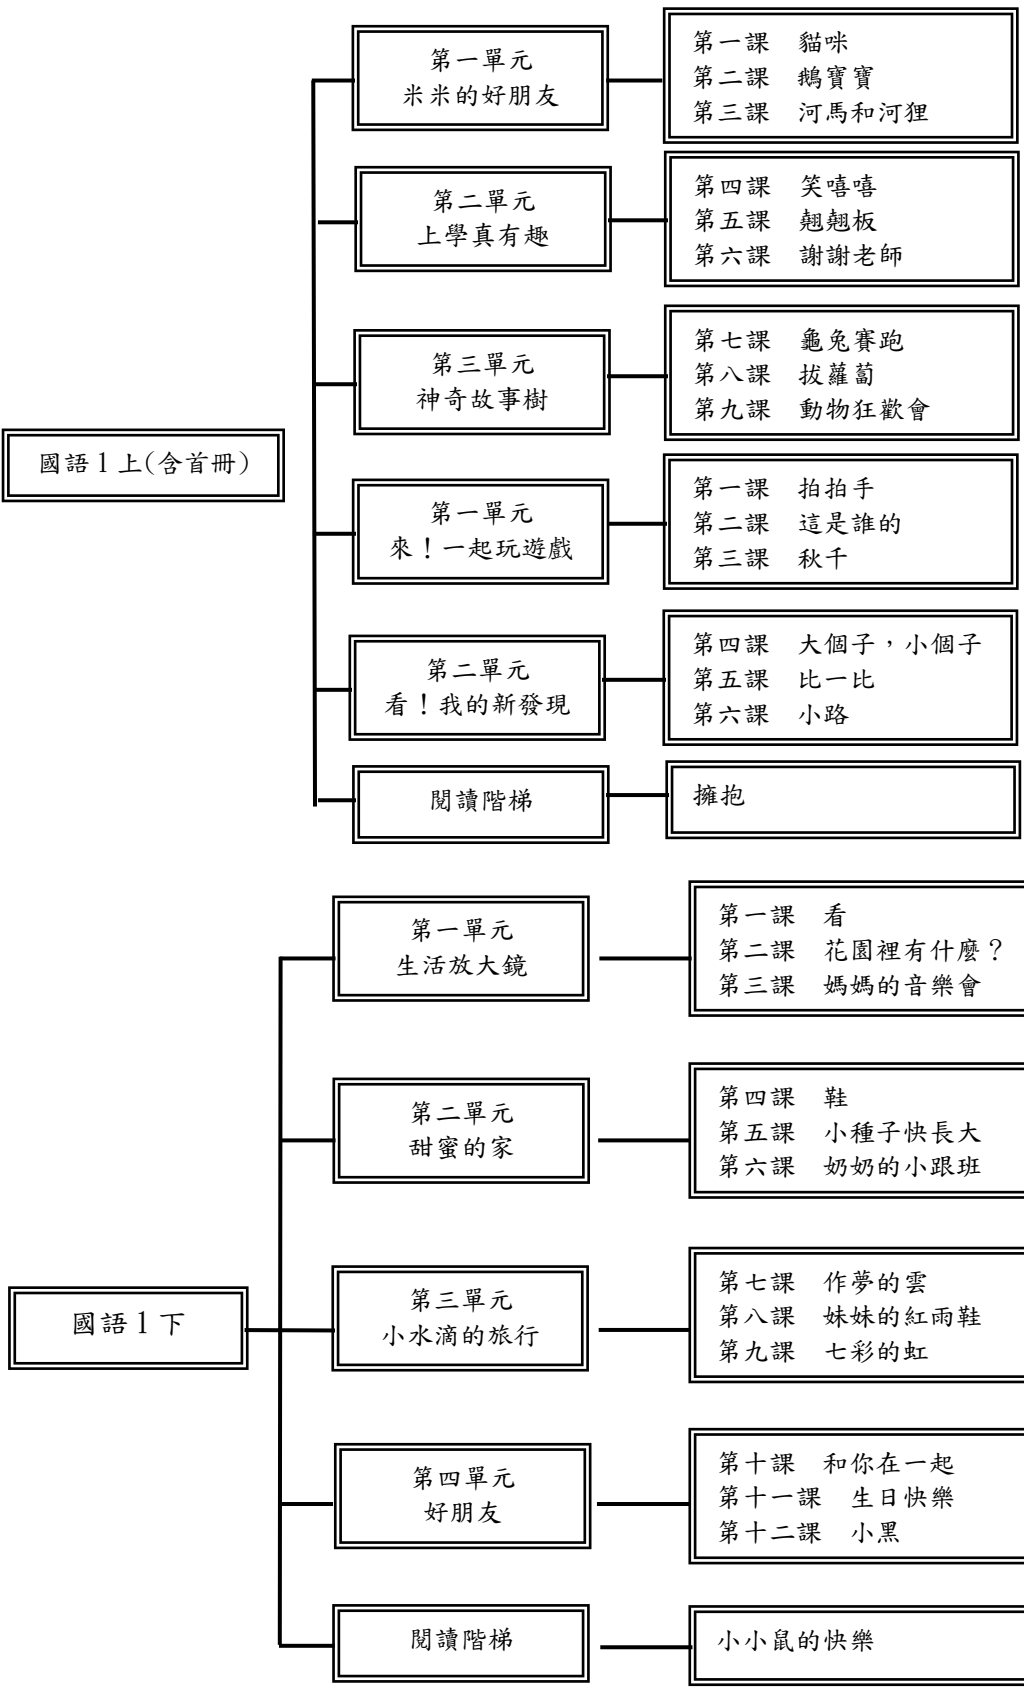 國語1上(含首冊)
第一單元
米米的好朋友
第一課　貓咪
第二課　鵝寶寶
第三課　河馬和河狸
第二單元
上學真有趣
第四課　笑嘻嘻
第五課　翹翹板
第六課　謝謝老師
第三單元
神奇故事樹
第七課　龜兔賽跑
第八課　拔蘿蔔
第九課　動物狂歡會
第一單元
來！一起玩遊戲
第一課　拍拍手
第二課　這是誰的
第三課　秋千
第二單元
看！我的新發現
第四課　大個子，小個子
第五課　比一比
第六課　小路
閱讀階梯
擁抱
國語1下
第一單元
生活放大鏡
第一課　看
第二課　花園裡有什麼？
第三課　媽媽的音樂會
第二單元
甜蜜的家
第四課　鞋
第五課　小種子快長大
第六課　奶奶的小跟班
第三單元
小水滴的旅行
第七課　作夢的雲
第八課　妹妹的紅雨鞋
第九課　七彩的虹
第四單元
好朋友
第十課　和你在一起
第十一課　生日快樂
第十二課　小黑
閱讀階梯
小小鼠的快樂